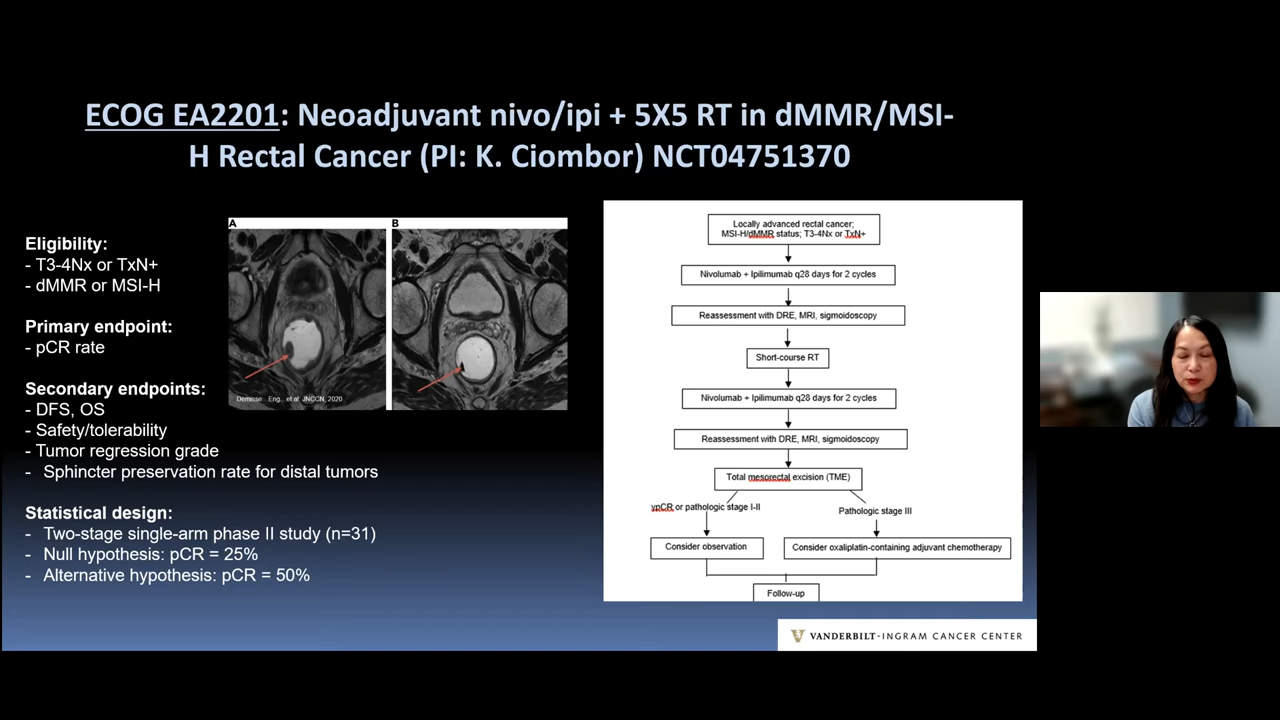 ECOG EA2201: Neoadjuvant nivo/ipi + 5X5 RT in dMMR/MSI-
H Rectal Cancer (PI: K. Ciombor) NCT04751370
Eligibility:
- T3-4Nx or TxN+
- dMMR or MSI-H
Primary endpoint:
- pCR rate
Secondary endpoints:
- DFS, OS
- Safety/tolerability
- Tumor regression grade
- Sphincter preservation rate for distal tumors
Statistical design:
- Two-stage single-arm phase II study (n=31)
- Null hypothesis: pCR = 25%
- Alternative hypothesis: pCR = 50%
A
B
Demisse...Eng... et al. JNCCN, 2020
Locally advanced rectal cancer;
MSI-H/dMMR status; T3-4Nx or TxN+
Nivolumab + Ipilimumab q28 days for 2 cycles
Reassessment with DRE, MRI, sigmoidoscopy
Short-course RT
Nivolumab + Ipilimumab q28 days for 2 cycles
Reassessment with DRE, MRI, sigmoidoscopy
Total mesorectal excision (TME)
ypCR or pathologic stage I-II
Pathologic stage III
Consider observation
Consider oxaliplatin-containing adjuvant chemotherapy
Follow-up
VANDERBILT-INGRAM CANCER CENTER